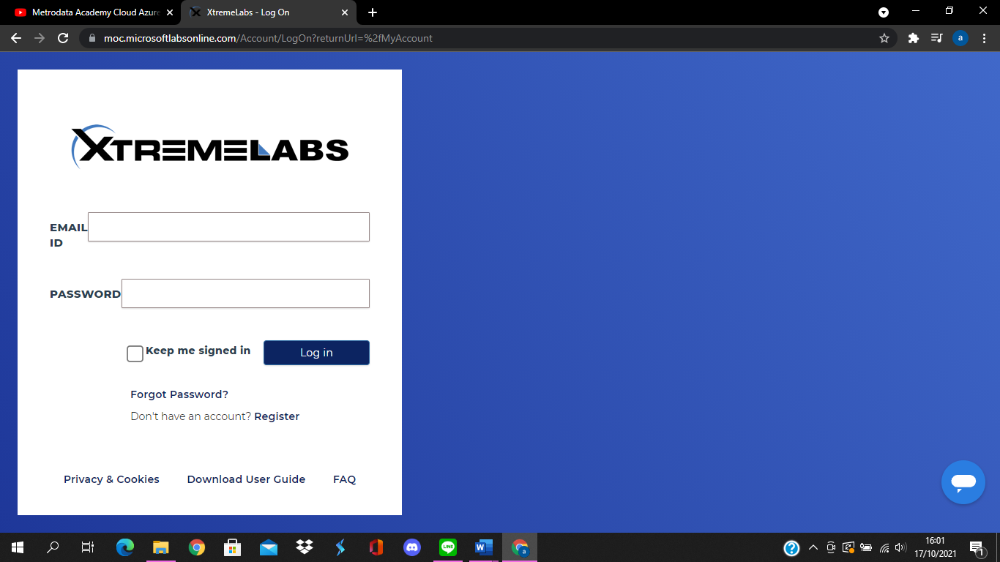 Metrodata Academy Cloud Azure
XtremeLabs - Log On
moc.microsoftlabsonline.com/Account/LogOn?returnUrl=%2fMyAccount
a
XTREMELABS
EMAIL
ID
PASSWORD
Keep me signed in
Log in
Forgot Password?
Don't have an account? Register
Privacy & Cookies
Download User Guide
FAQ
LINE
W
a
?
16:01
17/10/2021
1